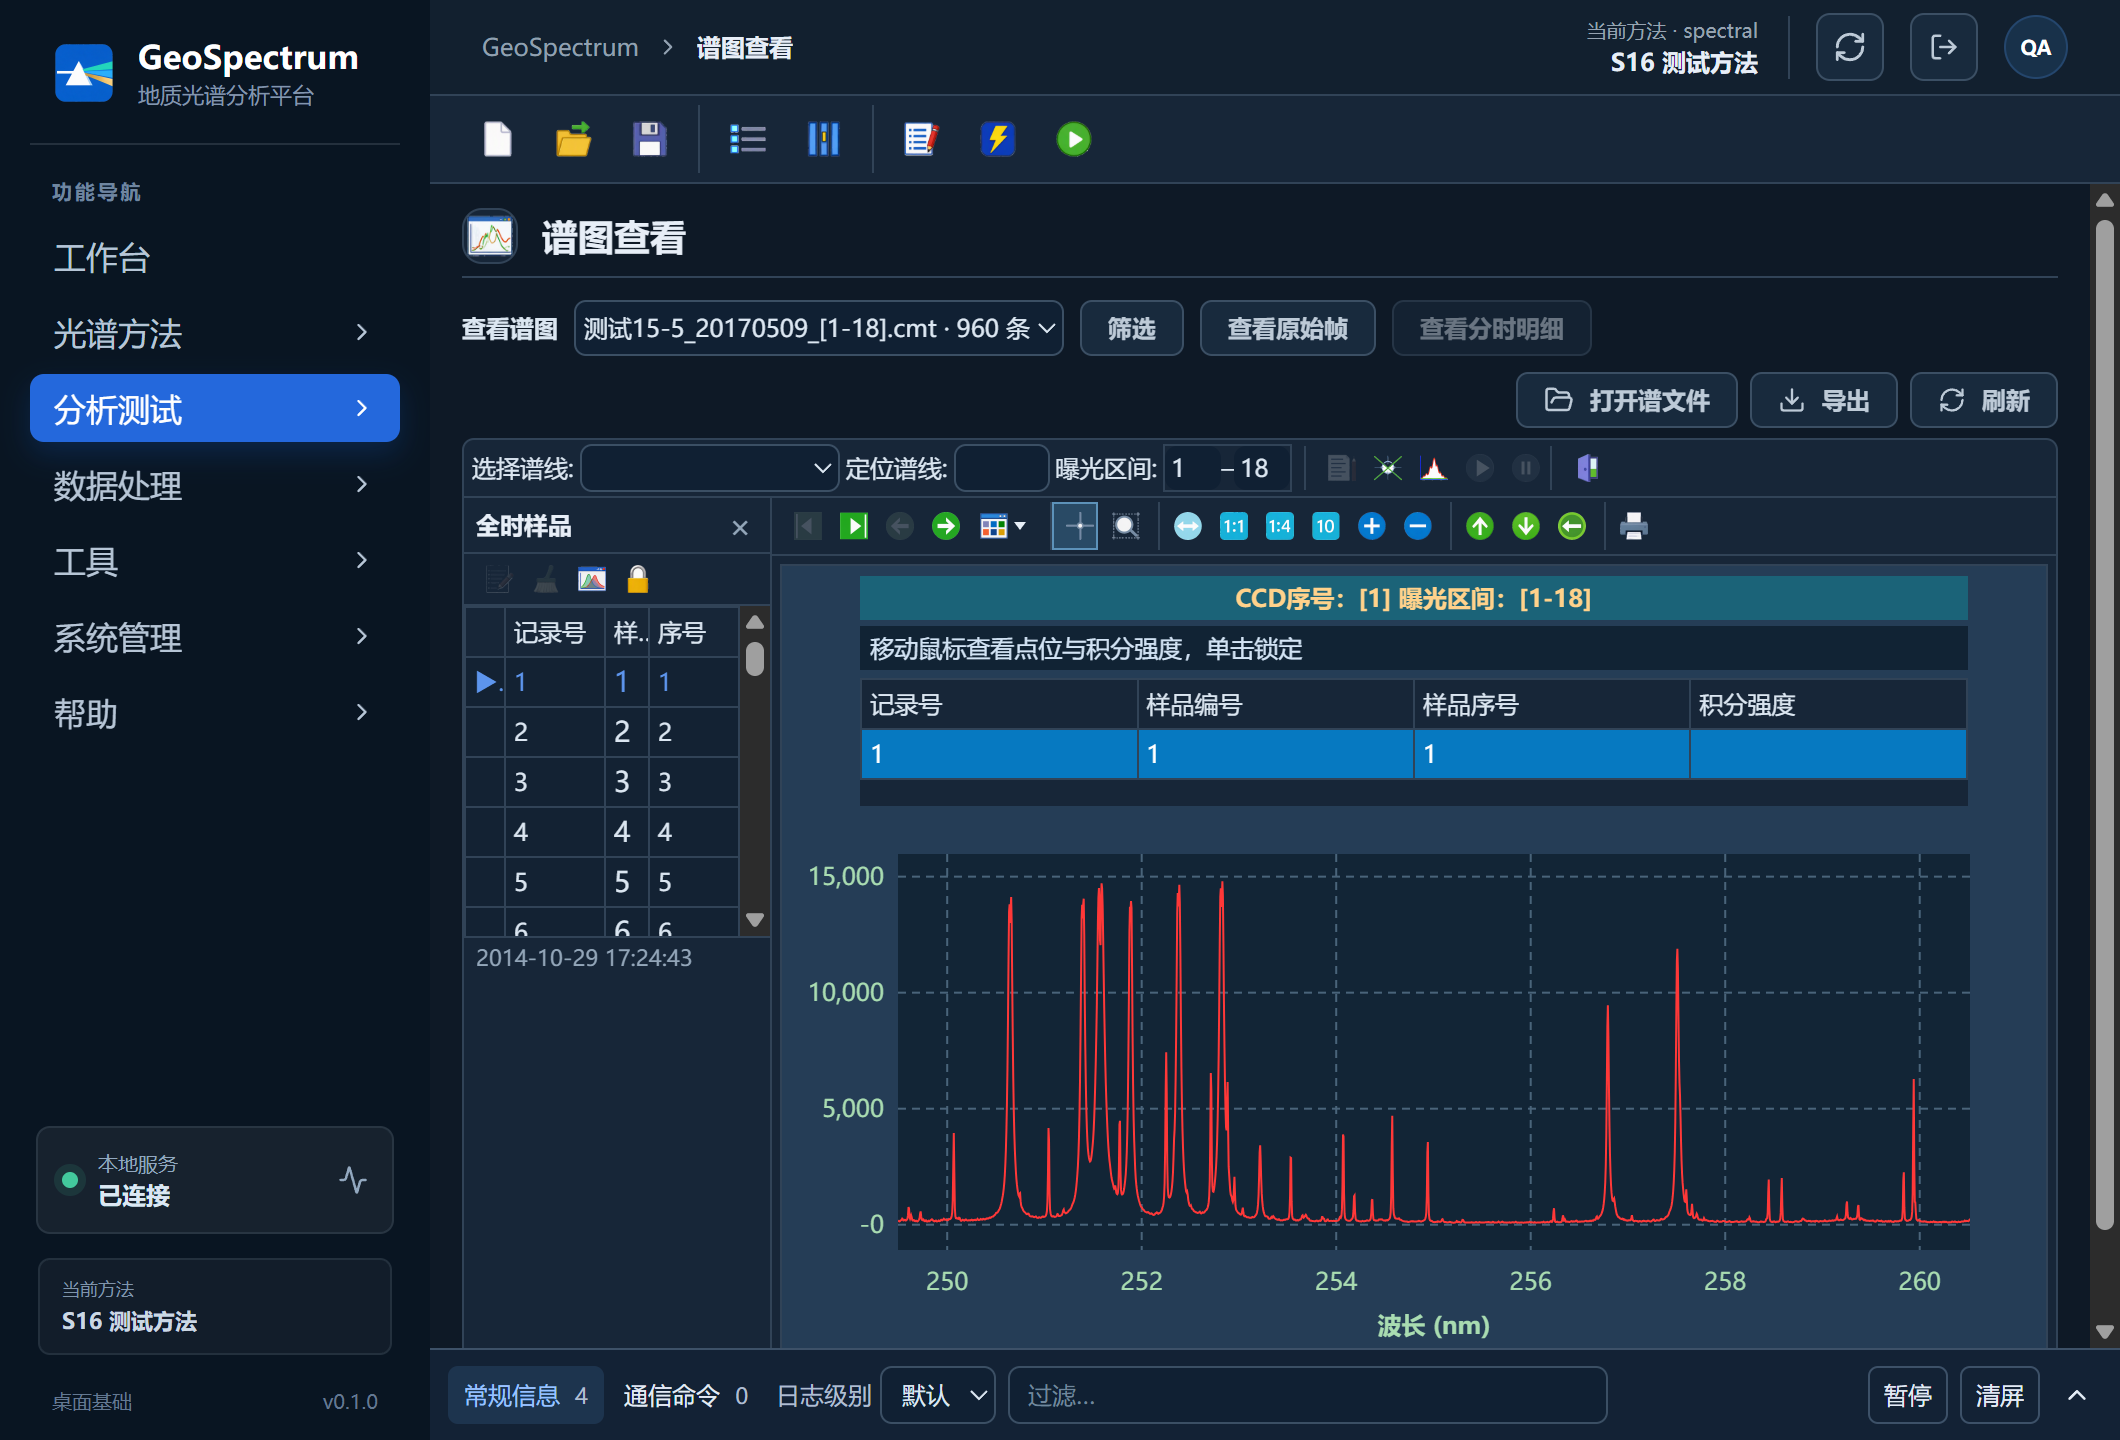 GeoSpectrum
地质光谱分析平台
功能导航
工作台
光谱方法
分析测试
数据处理
工具
系统管理
帮助
本地服务
已连接
当前方法
S16 测试方法
桌面基础 v0.1.0
GeoSpectrum 谱图查看
当前方法 · spectral
S16 测试方法
QA
谱图查看
查看谱图 测试15-5_20170509_[1-18].cmt · 960 条 筛选 查看原始帧 查看分时明细
打开谱文件 导出 刷新
选择谱线: 定位谱线: 曝光区间: 1 – 18
全时样品
1:1 1:4 10
记录号 样.. 序号
1 1 1
2 2 2
3 3 3
4 4 4
5 5 5
6 6 6
2014-10-29 17:24:43
CCD序号：[1] 曝光区间：[1-18]
移动鼠标查看点位与积分强度，单击锁定
记录号 样品编号 样品序号 积分强度
1 1 1
15,000
10,000
5,000
-0
250 252 254 256 258 260
波长 (nm)
常规信息 4 通信命令 0 日志级别 默认 过滤... 暂停 清屏